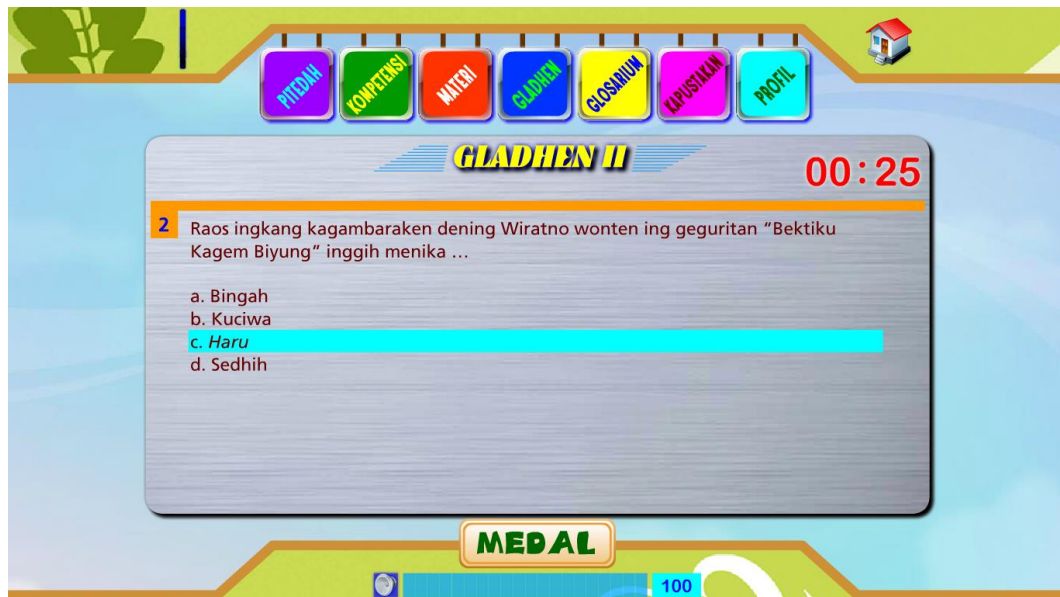 PITEDAH
KOMPETENSI
MATERI
GLADHEN
GLOSARIUM
KAPUSTAKAN
PROFIL
GLADHEN II
00:25
2
Raos ingkang kagambaraken dening Wiratno wonten ing geguritan “Bektiku
Kagem Biyung” inggih menika ...
a. Bingah
b. Kuciwa
c. Haru
d. Sedhih
MEDAL
100